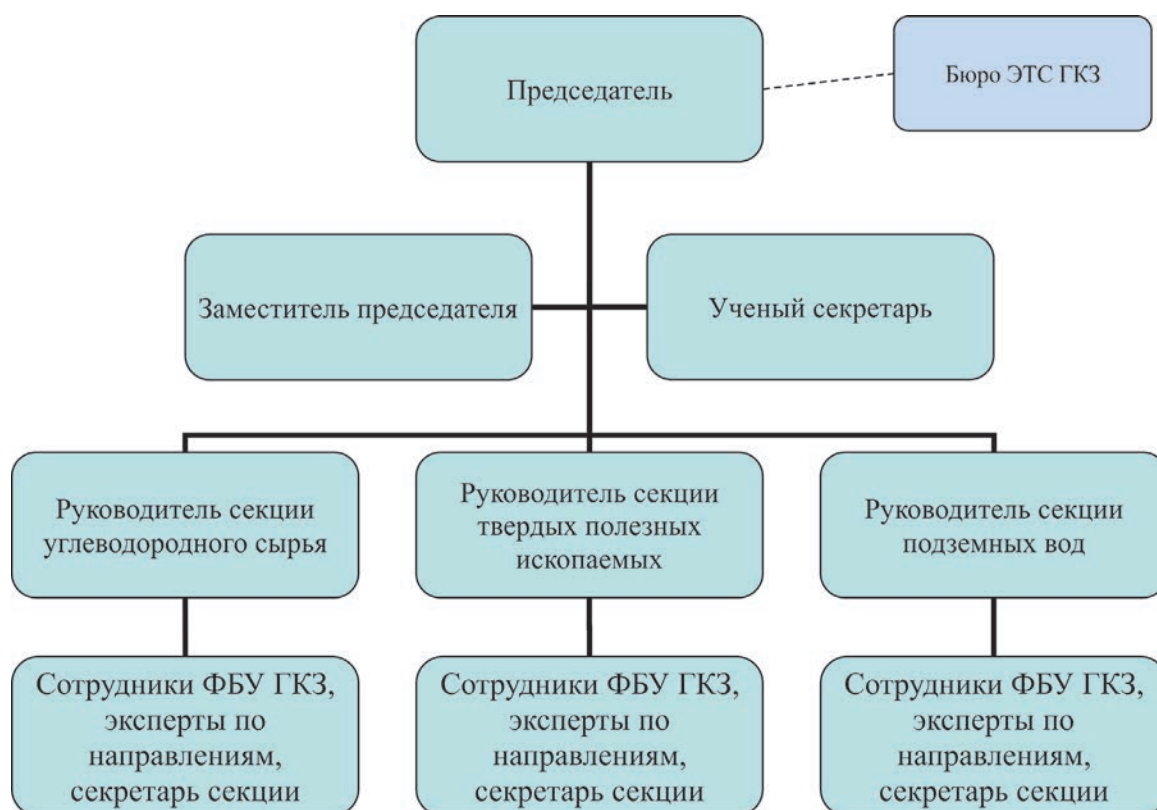 Председатель
Бюро ЭТС ГКЗ
Заместитель председателя
Ученый секретарь
Руководитель секции
углеводородного сырья
Руководитель секции
твердых полезных
ископаемых
Руководитель секции
подземных вод
Сотрудники ФБУ ГКЗ,
эксперты по
направлениям,
секретарь секции
Сотрудники ФБУ ГКЗ,
эксперты по
направлениям,
секретарь секции
Сотрудники ФБУ ГКЗ,
эксперты по
направлениям,
секретарь секции